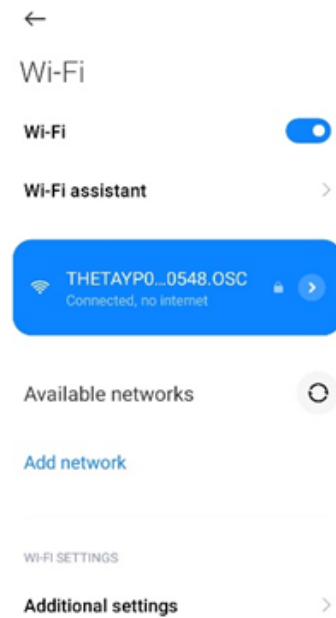 Wi-Fi
Wi-Fi
Wi-Fi assistant
THETAYP0...0548.OSC
Connected, no internet
Available networks
Add network
WI-FI SETTINGS
Additional settings